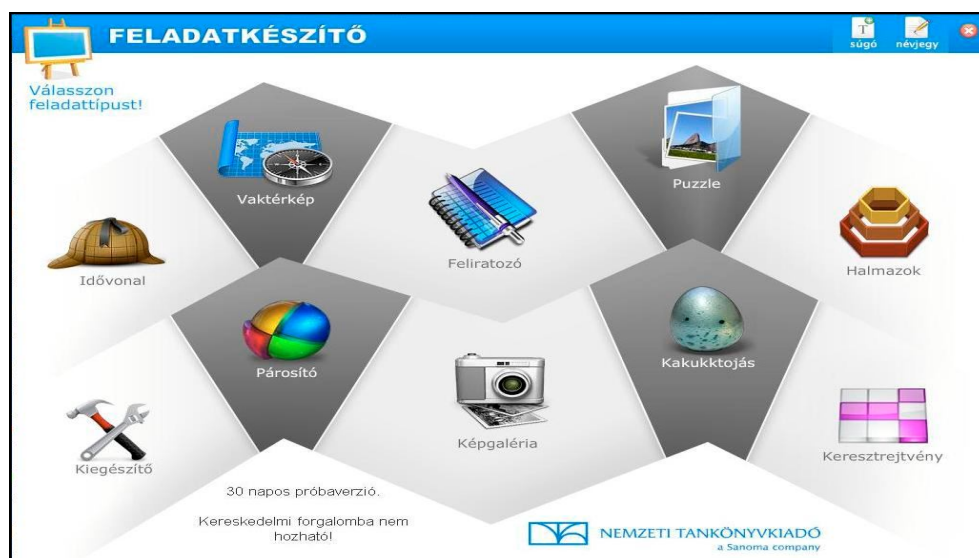 FELADATKÉSZÍTŐ
súgó
névjegy
Válasszon
feladattípust!
Vaktérkép
Puzzle
Idővonal
Feliratozó
Halmazok
Párosító
Kakukktojás
Kiegészítő
Képgaléria
Keresztrejtvény
30 napos próbaverzió.
Kereskedelmi forgalomba nem
hozható!
NEMZETI TANKÖNYVKIADÓ
a Sanoma company